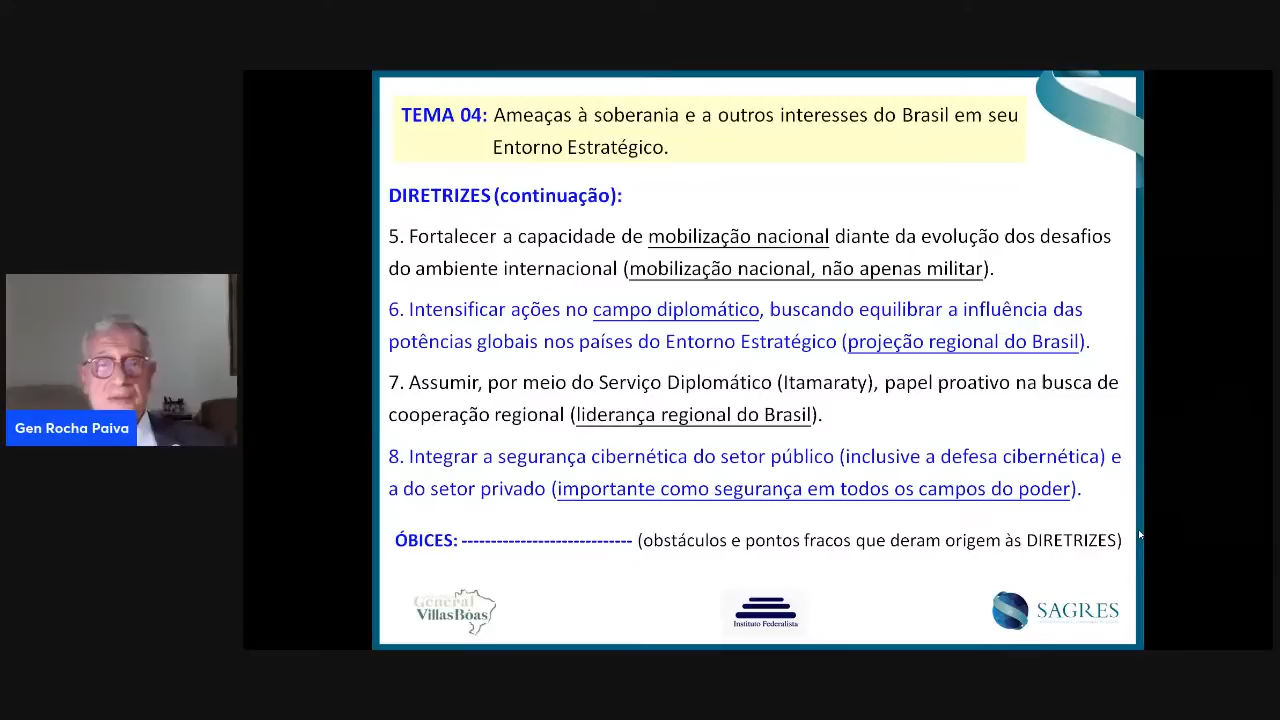 TEMA 04: Ameaças à soberania e a outros interesses do Brasil em seu
Entorno Estratégico.
DIRETRIZES (continuação):
5. Fortalecer a capacidade de mobilização nacional diante da evolução dos desafios
do ambiente internacional (mobilização nacional, não apenas militar).
6. Intensificar ações no campo diplomático, buscando equilibrar a influência das
potências globais nos países do Entorno Estratégico (projeção regional do Brasil).
7. Assumir, por meio do Serviço Diplomático (Itamaraty), papel proativo na busca de
cooperação regional (liderança regional do Brasil).
8. Integrar a segurança cibernética do setor público (inclusive a defesa cibernética) e
a do setor privado (importante como segurança em todos os campos do poder).
ÓBICES: ---------------------------- (obstáculos e pontos fracos que deram origem às DIRETRIZES)
Gen Rocha Paiva
General
Villas Bôas
Instituto Federalista
SAGRES